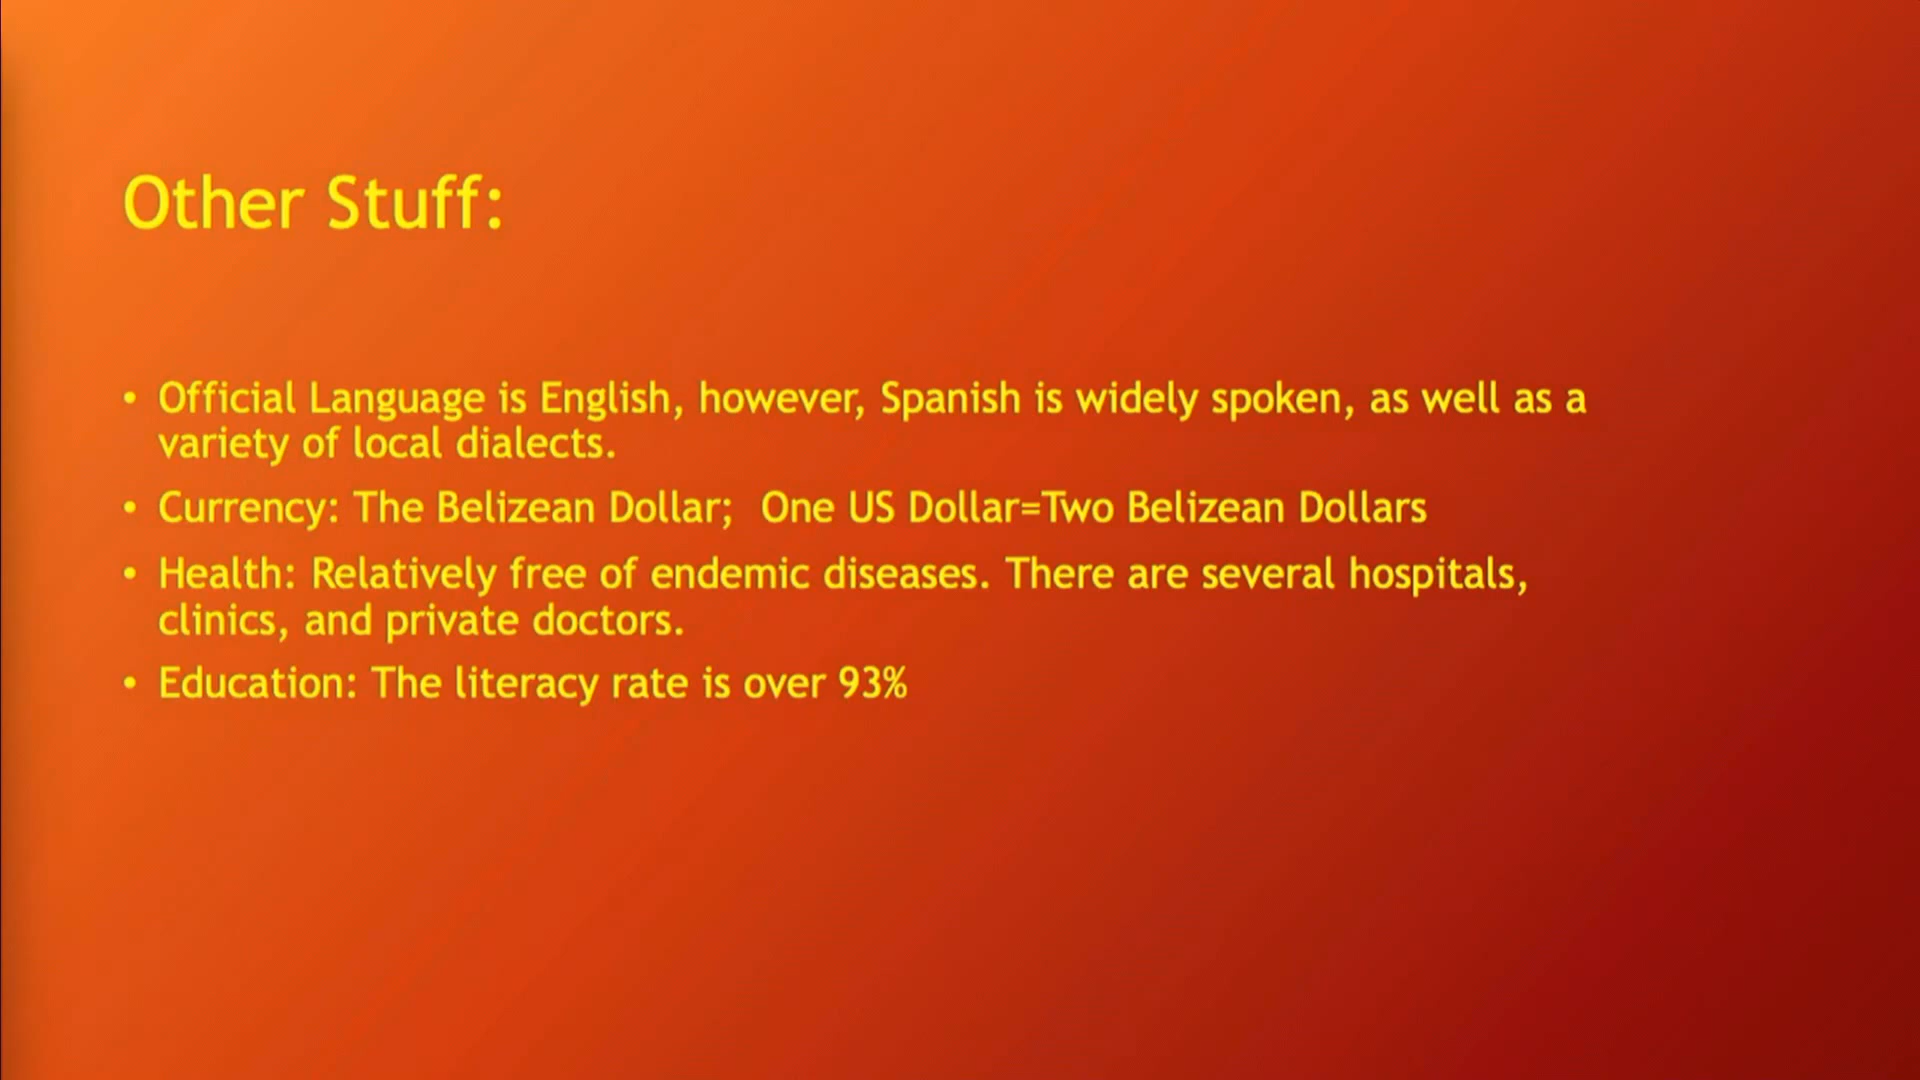 Other Stuff:
• Official Language is English, however, Spanish is widely spoken, as well as a
variety of local dialects.
• Currency: The Belizean Dollar;  One US Dollar=Two Belizean Dollars
• Health: Relatively free of endemic diseases. There are several hospitals,
clinics, and private doctors.
• Education: The literacy rate is over 93%